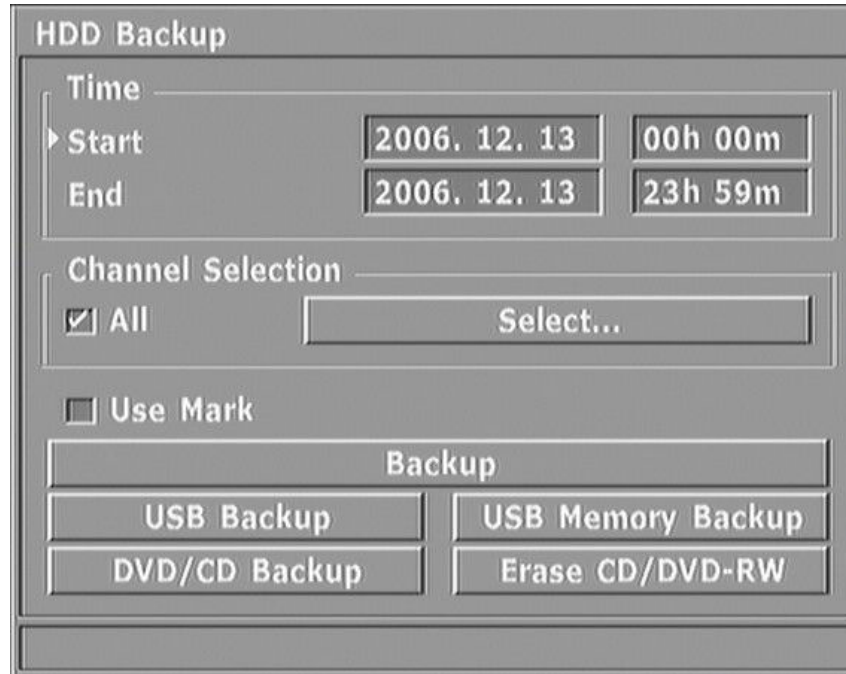 HDD Backup
Time
Start 2006. 12. 13 00h 00m
End 2006. 12. 13 23h 59m
Channel Selection
All Select...
Use Mark
Backup
USB Backup USB Memory Backup
DVD/CD Backup Erase CD/DVD-RW